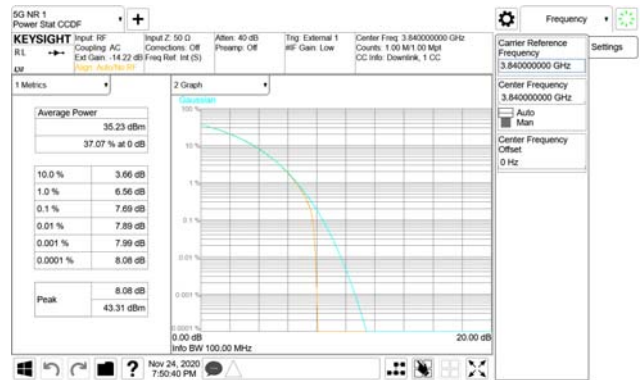 5G NR 1
Power Stat CCDF
Frequency
KEYSIGHT
RL
Input: RF
Coupling: AC
Ext Gain: -14.22 dB
Align: Auto/No RF
Input Z: 50 Ω
Corrections: Off
Freq Ref: Int (S)
Atten: 40 dB
Preamp: Off
Trig: External 1
#IF Gain: Low
Center Freq: 3.840000000 GHz
Counts: 1.00 M/1.00 Mpt
CC Info: Downlink, 1 CC
Carrier Reference
Frequency
3.840000000 GHz
Settings
Center Frequency
3.840000000 GHz
Auto
Man
Center Frequency
Offset
0 Hz
1 Metrics
Average Power
35.23 dBm
37.07 % at 0 dB
10.0 % 3.66 dB
1.0 % 6.56 dB
0.1 % 7.69 dB
0.01 % 7.89 dB
0.001 % 7.99 dB
0.0001 % 8.08 dB
Peak
8.08 dB
43.31 dBm
2 Graph
Gaussian
100 %
10 %
1 %
0.1 %
0.01 %
0.001 %
0.0001 %
0.00 dB
20.00 dB
Info BW 100.00 MHz
?
Nov 24, 2020
7:50:40 PM